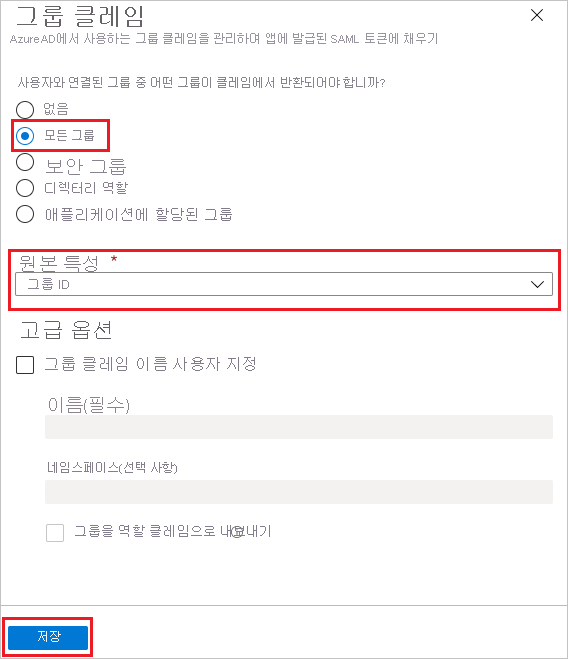 그룹 클레임
AzureAD에서 사용하는 그룹 클레임을 관리하여 앱에 발급된 SAML 토큰에 채우기
사용자와 연결된 그룹 중 어떤 그룹이 클레임에서 반환되어야 합니까?
없음
모든 그룹
보안 그룹
디렉터리 역할
애플리케이션에 할당된 그룹
원본 특성 *
그룹 ID
고급 옵션
그룹 클레임 이름 사용자 지정
이름(필수)
네임스페이스(선택 사항)
그룹을 역할 클레임으로 내보내기
저장